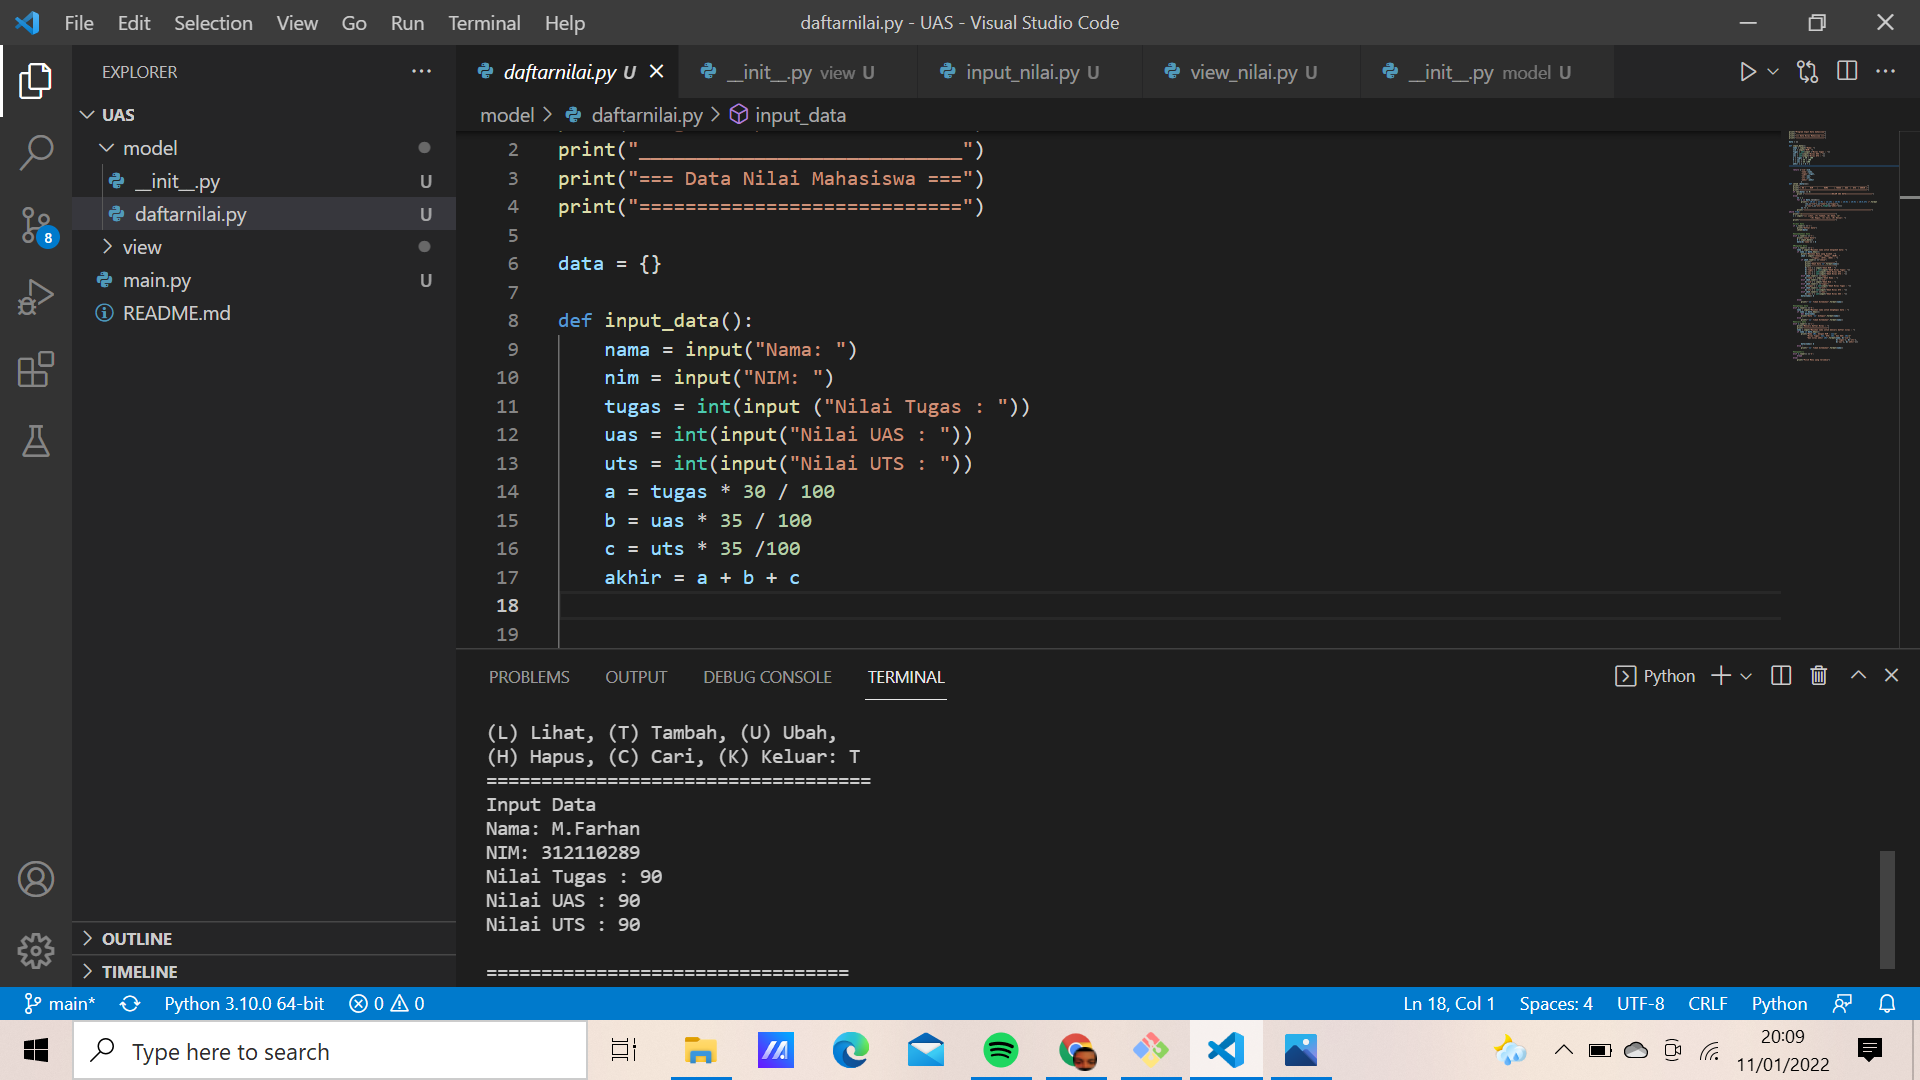 File Edit Selection View Go Run Terminal Help
daftarnilai.py - UAS - Visual Studio Code
EXPLORER
UAS
model
__init__.py U
daftarnilai.py U
view
main.py U
README.md
OUTLINE
TIMELINE
8
daftarnilai.py U
__init__.py view U
input_nilai.py U
view_nilai.py U
__init__.py model U
model > daftarnilai.py > input_data
2 print("____________________________")
3 print("=== Data Nilai Mahasiswa ===")
4 print("============================")
5
6 data = {}
7
8 def input_data():
9 nama = input("Nama: ")
10 nim = input("NIM: ")
11 tugas = int(input ("Nilai Tugas : "))
12 uas = int(input("Nilai UAS : "))
13 uts = int(input("Nilai UTS : "))
14 a = tugas * 30 / 100
15 b = uas * 35 / 100
16 c = uts * 35 /100
17 akhir = a + b + c
18
19
PROBLEMS OUTPUT DEBUG CONSOLE TERMINAL
Python
(L) Lihat, (T) Tambah, (U) Ubah,
(H) Hapus, (C) Cari, (K) Keluar: T
===================================
Input Data
Nama: M.Farhan
NIM: 312110289
Nilai Tugas : 90
Nilai UAS : 90
Nilai UTS : 90
=================================
main* Python 3.10.0 64-bit 0 0
Ln 18, Col 1 Spaces: 4 UTF-8 CRLF Python
Type here to search
20:09
11/01/2022